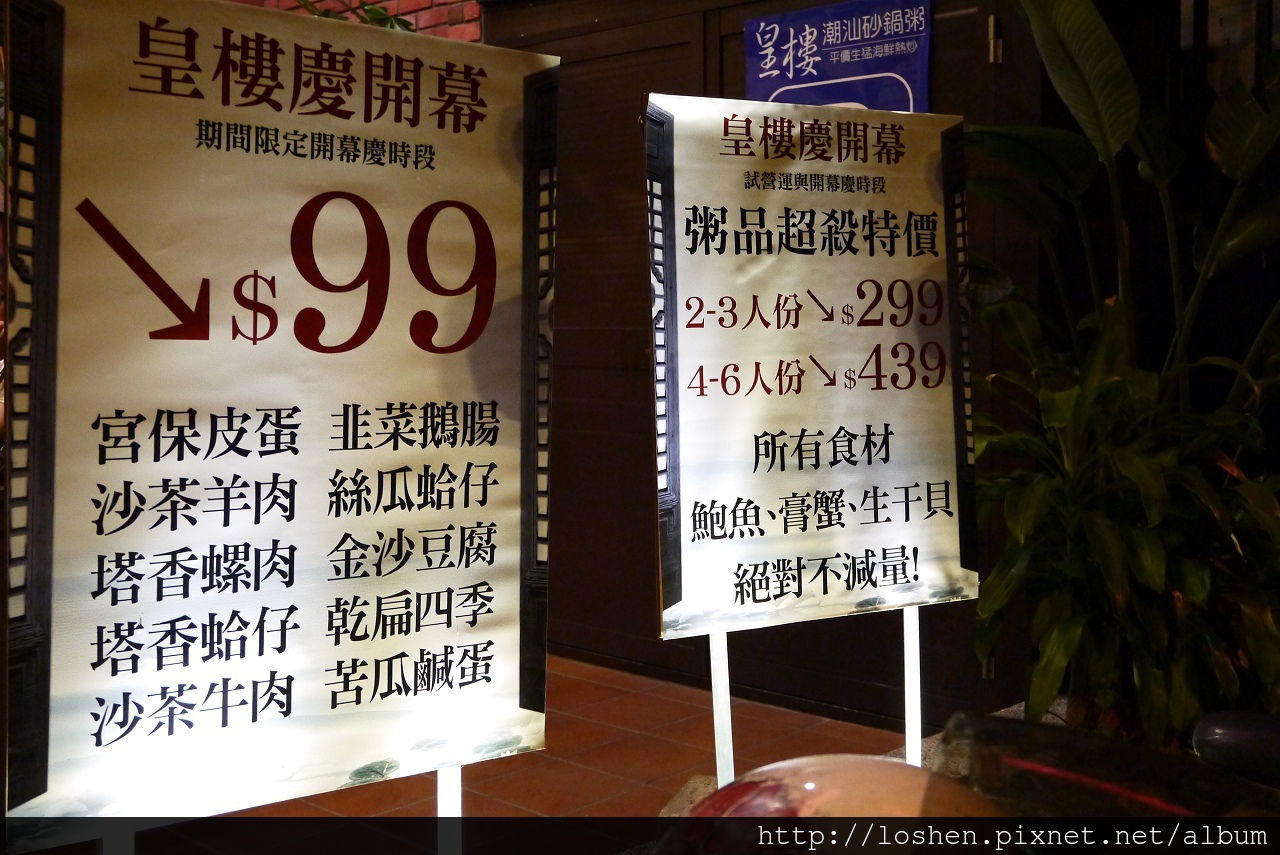 皇樓慶開幕
期間限定開幕慶時段
↘$99
宮保皮蛋 韭菜鵝腸
沙茶羊肉 絲瓜蛤仔
塔香螺肉 金沙豆腐
塔香蛤仔 乾扁四季
沙茶牛肉 苦瓜鹹蛋
皇樓 潮汕砂鍋粥
平價生猛海鮮熱炒
皇樓慶開幕
試營運與開幕慶時段
粥品超殺特價
2-3人份↘$299
4-6人份↘$439
所有食材
鮑魚、膏蟹、生干貝
絕對不減量!
http://loshen.pixnet.net/album